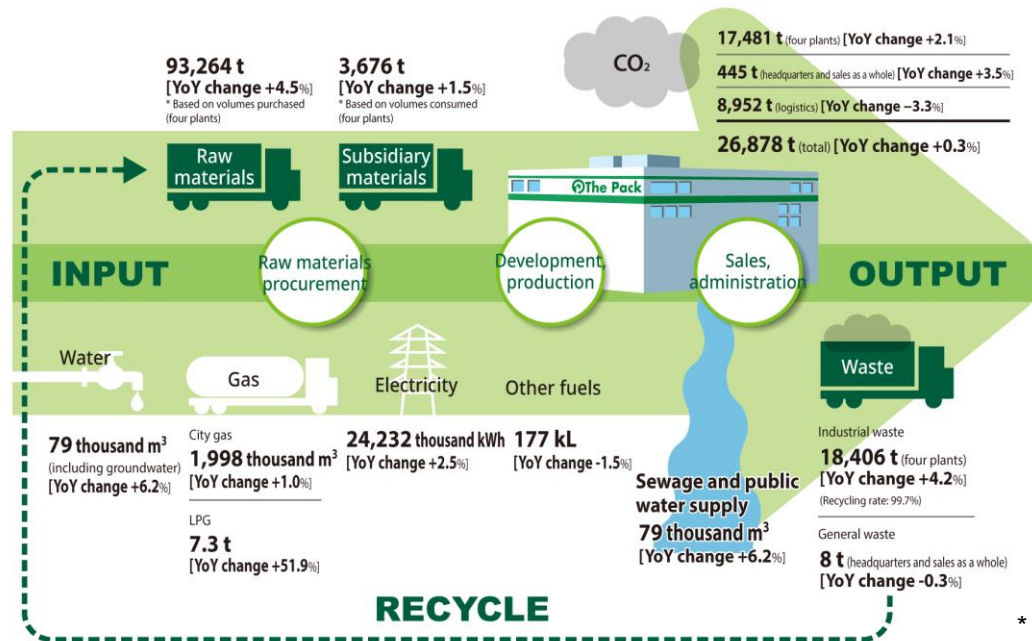 93,264 t
[YoY change +4.5%]
* Based on volumes purchased
(four plants)
3,676 t
[YoY change +1.5%]
* Based on volumes consumed
(four plants)
CO₂
17,481 t (four plants) [YoY change +2.1%]
445 t (headquarters and sales as a whole) [YoY change +3.5%]
8,952 t (logistics) [YoY change −3.3%]
26,878 t (total) [YoY change +0.3%]
Raw
materials
Subsidiary
materials
The Pack
INPUT
Raw materials
procurement
Development,
production
Sales,
administration
OUTPUT
Water
79 thousand m³
(including groundwater)
[YoY change +6.2%]
Gas
City gas
1,998 thousand m³
[YoY change +1.0%]
LPG
7.3 t
[YoY change +51.9%]
Electricity
24,232 thousand kWh
[YoY change +2.5%]
Other fuels
177 kL
[YoY change -1.5%]
Sewage and public
water supply
79 thousand m³
[YoY change +6.2%]
Waste
Industrial waste
18,406 t (four plants)
[YoY change +4.2%]
(Recycling rate: 99.7%)
General waste
8 t (headquarters and sales as a whole)
[YoY change -0.3%]
RECYCLE
*